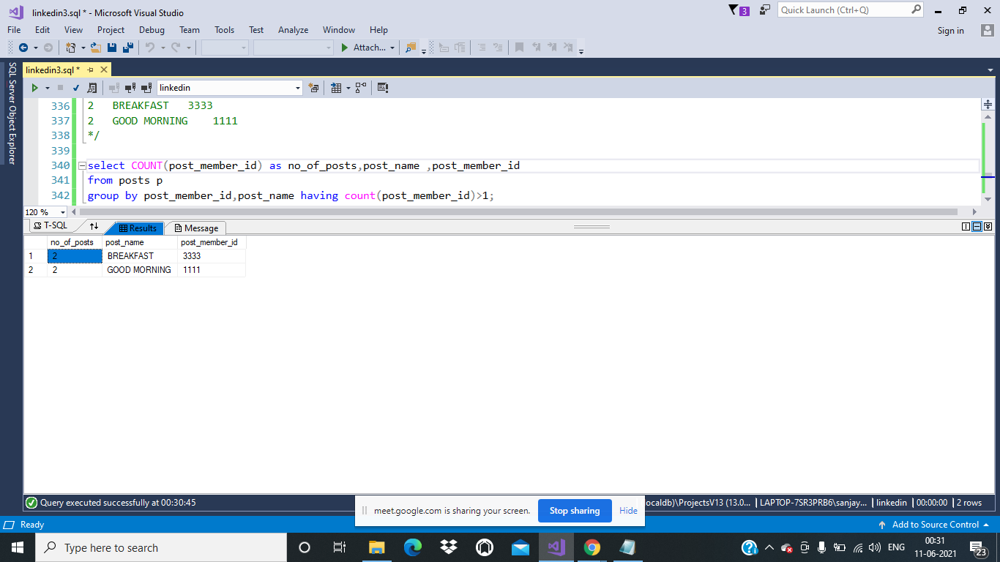 linkedin3.sql * - Microsoft Visual Studio
3
Quick Launch (Ctrl+Q)
File Edit View Project Debug Team Tools Test Analyze Window Help
Sign in
Attach...
SQL Server Object Explorer
linkedin3.sql *
linkedin
336 2 BREAKFAST 3333
337 2 GOOD MORNING 1111
338 */
339
340 select COUNT(post_member_id) as no_of_posts,post_name ,post_member_id
341 from posts p
342 group by post_member_id,post_name having count(post_member_id)>1;
120 %
T-SQL Results Message
no_of_posts post_name post_member_id
1 2 BREAKFAST 3333
2 2 GOOD MORNING 1111
Query executed successfully at 00:30:45
ocaldb)\ProjectsV13 (13.0... LAPTOP-7SR3PRB6\sanjay... linkedin 00:00:00 2 rows
meet.google.com is sharing your screen. Stop sharing Hide
Ready
Add to Source Control
Type here to search
ENG
00:31
11-06-2021
23